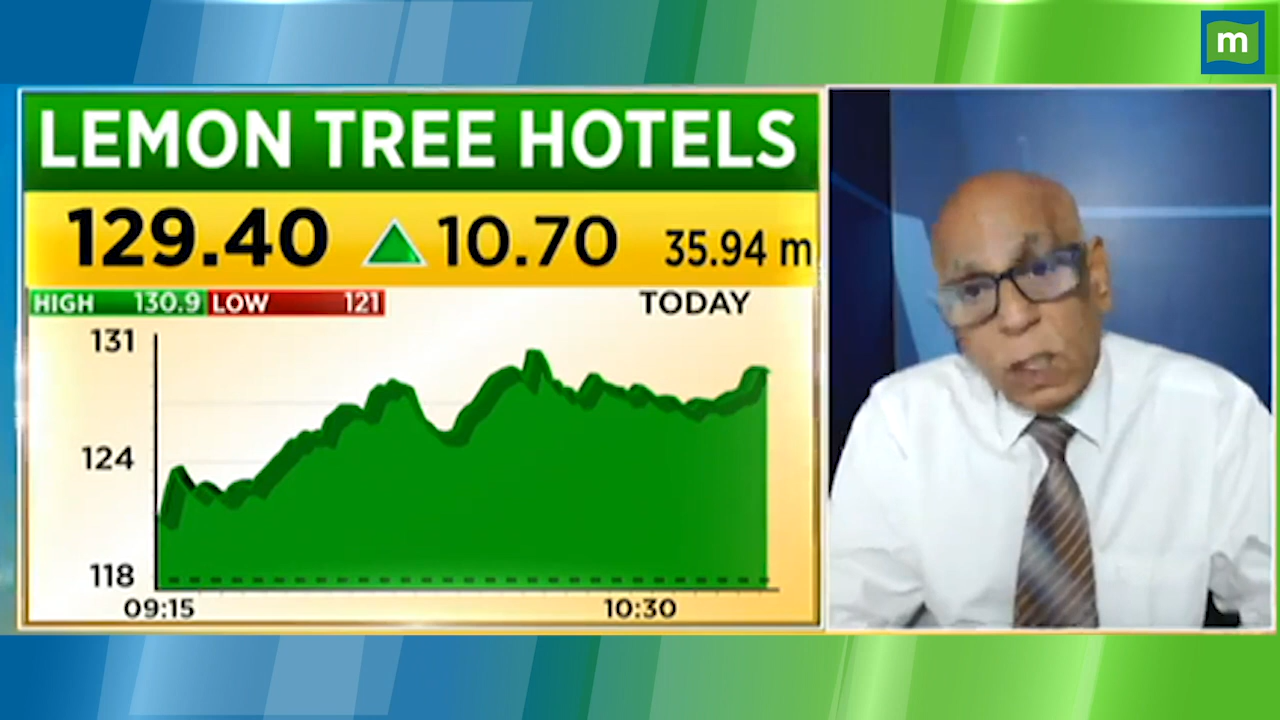 m
LEMON TREE HOTELS
129.40 ▲ 10.70 35.94 m
HIGH 130.9 LOW 121 TODAY
131
124
118
09:15 10:30